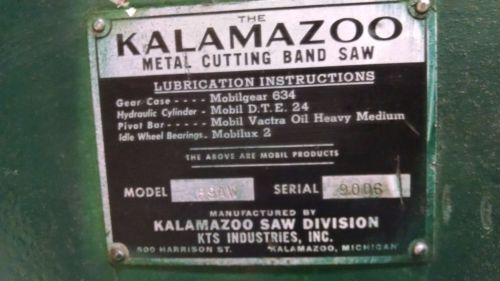 THE
KALAMAZOO
METAL CUTTING BAND SAW
LUBRICATION INSTRUCTIONS
Gear Case - - - - Mobilgear 634
Hydraulic Cylinder - Mobil D.T.E. 24
Pivot Bar - - - - - Mobil Vactra Oil Heavy Medium
Idle Wheel Bearings - Mobilux 2
THE ABOVE ARE MOBIL PRODUCTS
MODEL SERIAL 9006
MANUFACTURED BY
KALAMAZOO SAW DIVISION
KTS INDUSTRIES, INC.
600 HARRISON ST. KALAMAZOO, MICHIGAN